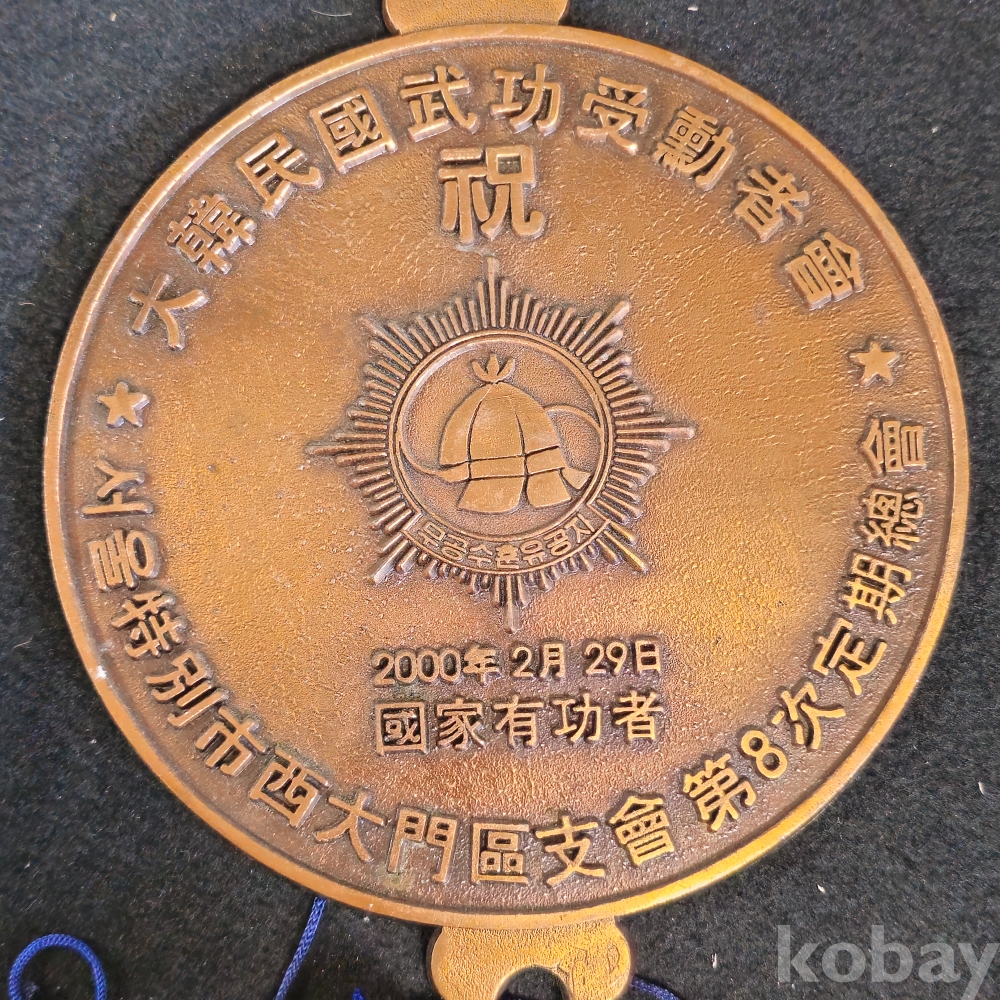 大韓民國武功受勳者會
祝
무공수훈유공자
2000年 2月 29日
國家有功者
서울特別市西大門區支會 第8次定期總會
kobay